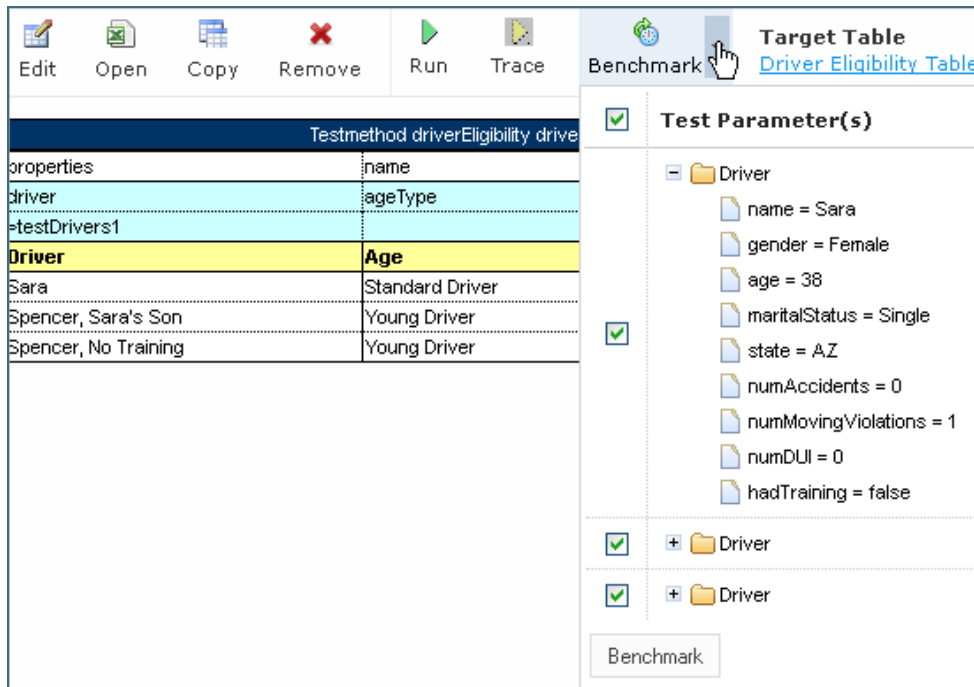 Edit Open Copy Remove Run Trace Benchmark
Target Table
Driver Eligibility Table
Testmethod driverEligibility drive
properties name
driver ageType
=testDrivers1
Driver Age
Sara Standard Driver
Spencer, Sara's Son Young Driver
Spencer, No Training Young Driver
Test Parameter(s)
Driver
name = Sara
gender = Female
age = 38
maritalStatus = Single
state = AZ
numAccidents = 0
numMovingViolations = 1
numDUI = 0
hadTraining = false
Driver
Driver
Benchmark